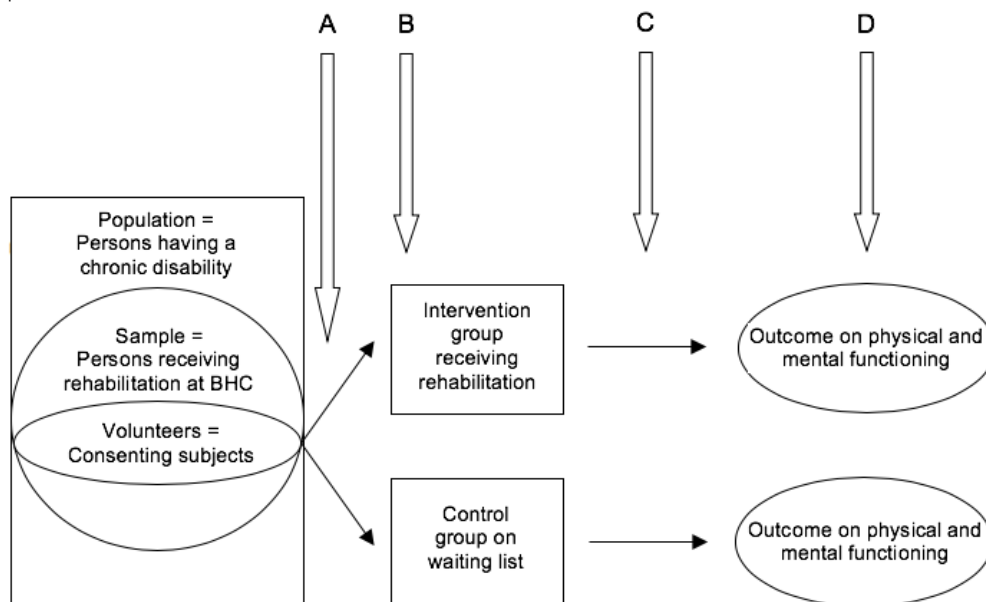 A
B
C
D
Population =
Persons having a
chronic disability
Sample =
Persons receiving
rehabilitation at BHC
Volunteers =
Consenting subjects
Intervention
group
receiving
rehabilitation
Outcome on physical and
mental functioning
Control
group on
waiting list
Outcome on physical and
mental functioning